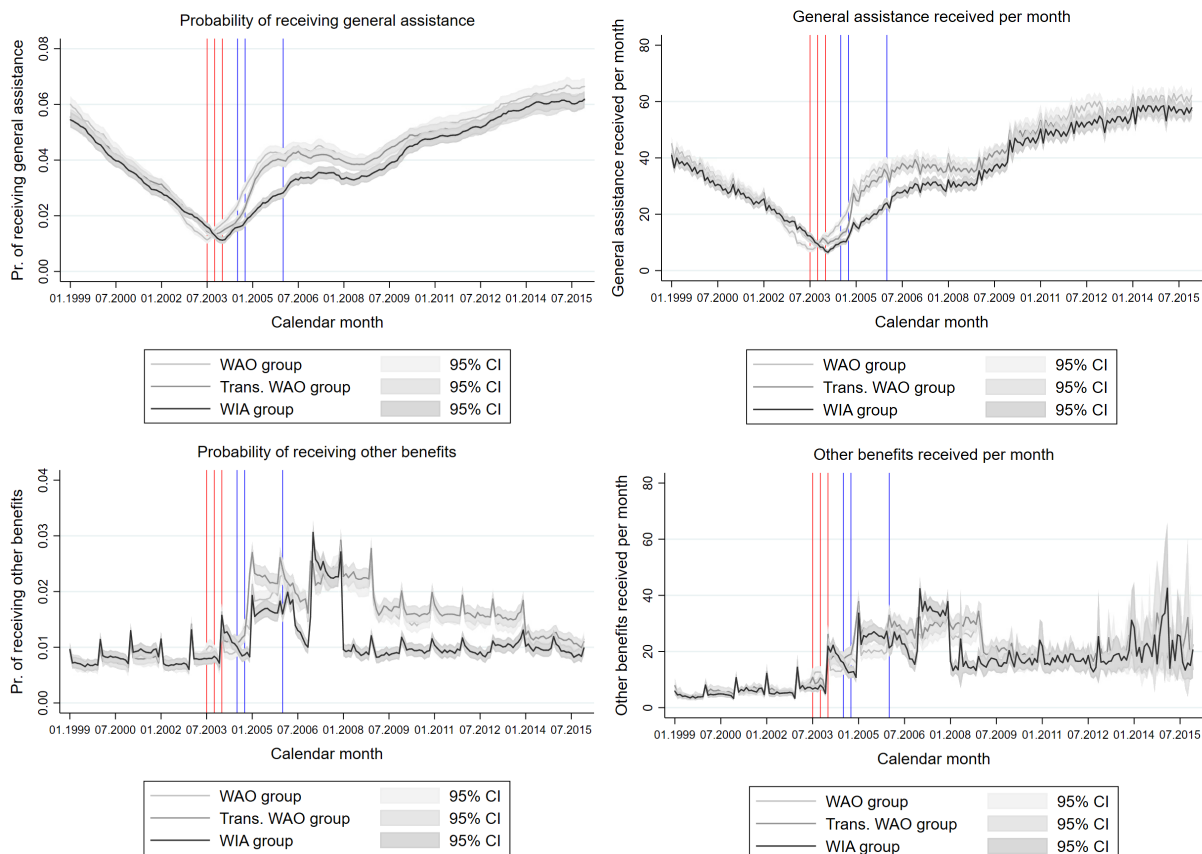 Probability of receiving general assistance
Pr. of receiving general assistance
0.00 0.02 0.04 0.06 0.08
01.1999 07.2000 01.2002 07.2003 01.2005 07.2006 01.2008 07.2009 01.2011 07.2012 01.2014 07.2015
Calendar month
WAO group 95% CI
Trans. WAO group 95% CI
WIA group 95% CI
General assistance received per month
General assistance received per month
0 20 40 60 80
01.1999 07.2000 01.2002 07.2003 01.2005 07.2006 01.2008 07.2009 01.2011 07.2012 01.2014 07.2015
Calendar month
WAO group 95% CI
Trans. WAO group 95% CI
WIA group 95% CI
Probability of receiving other benefits
Pr. of receiving other benefits
0.00 0.01 0.02 0.03 0.04
01.1999 07.2000 01.2002 07.2003 01.2005 07.2006 01.2008 07.2009 01.2011 07.2012 01.2014 07.2015
Calendar month
WAO group 95% CI
Trans. WAO group 95% CI
WIA group 95% CI
Other benefits received per month
Other benefits received per month
0 20 40 60 80
01.1999 07.2000 01.2002 07.2003 01.2005 07.2006 01.2008 07.2009 01.2011 07.2012 01.2014 07.2015
Calendar month
WAO group 95% CI
Trans. WAO group 95% CI
WIA group 95% CI